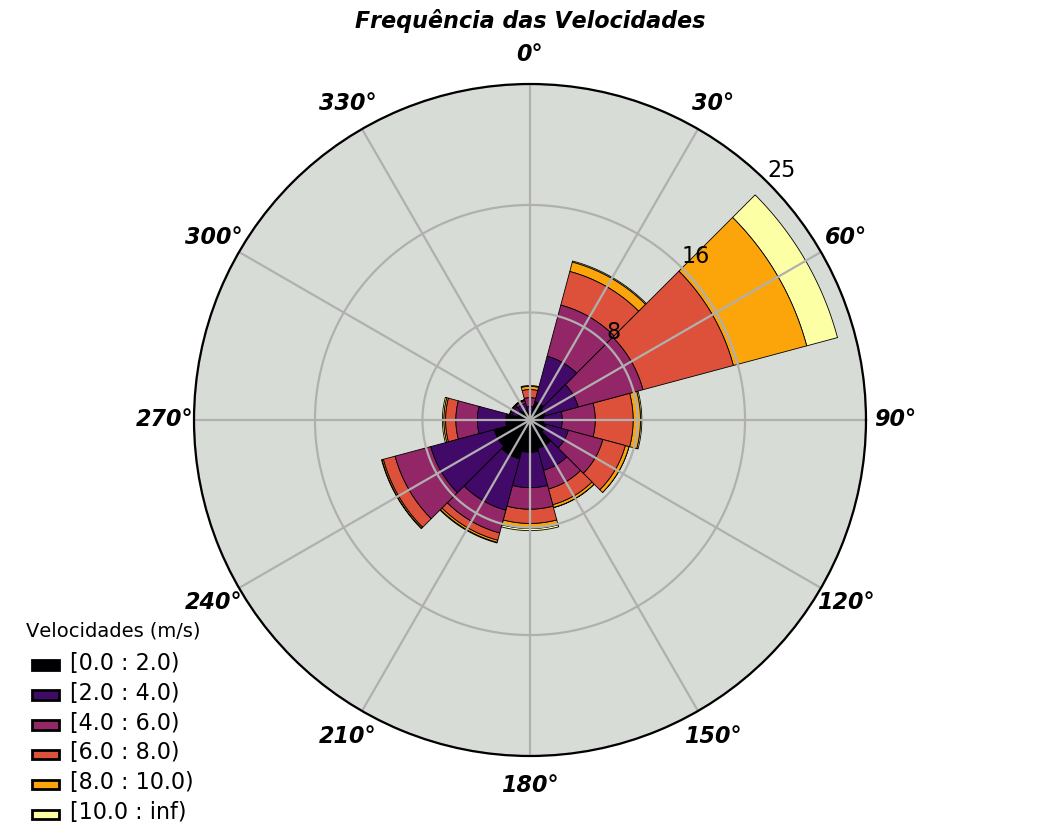 Frequência das Velocidades
0°
30°
60°
90°
120°
150°
180°
210°
240°
270°
300°
330°
25
16
8
Velocidades (m/s)
[0.0 : 2.0)
[2.0 : 4.0)
[4.0 : 6.0)
[6.0 : 8.0)
[8.0 : 10.0)
[10.0 : inf)